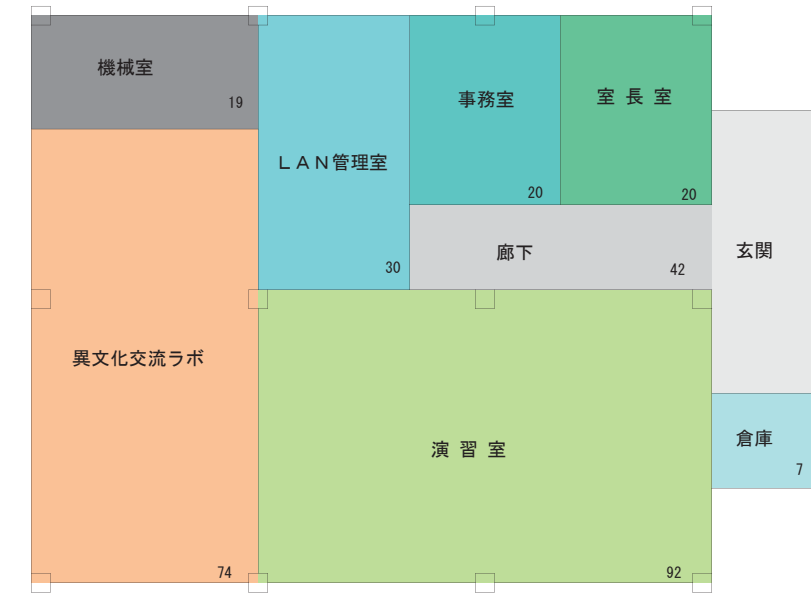 機械室
19
LAN管理室
30
事務室
20
室長室
20
廊下
42
玄関
異文化交流ラボ
74
演習室
92
倉庫
7